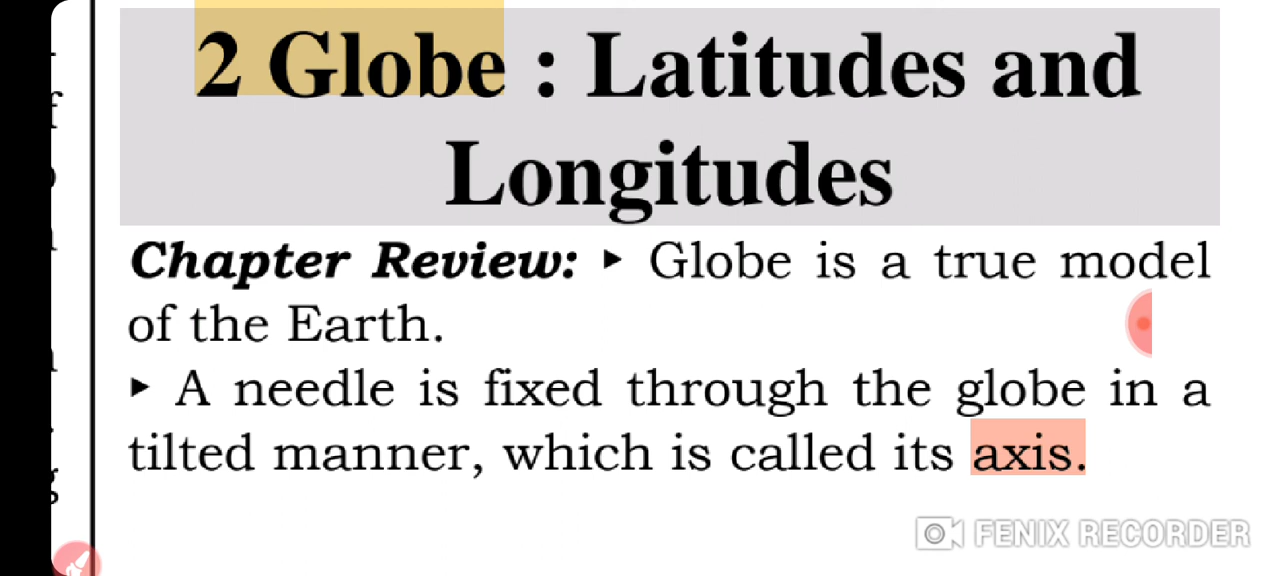 2 Globe : Latitudes and
Longitudes
Chapter Review: ▸ Globe is a true model
of the Earth.
▸ A needle is fixed through the globe in a
tilted manner, which is called its axis.
FENIX RECORDER